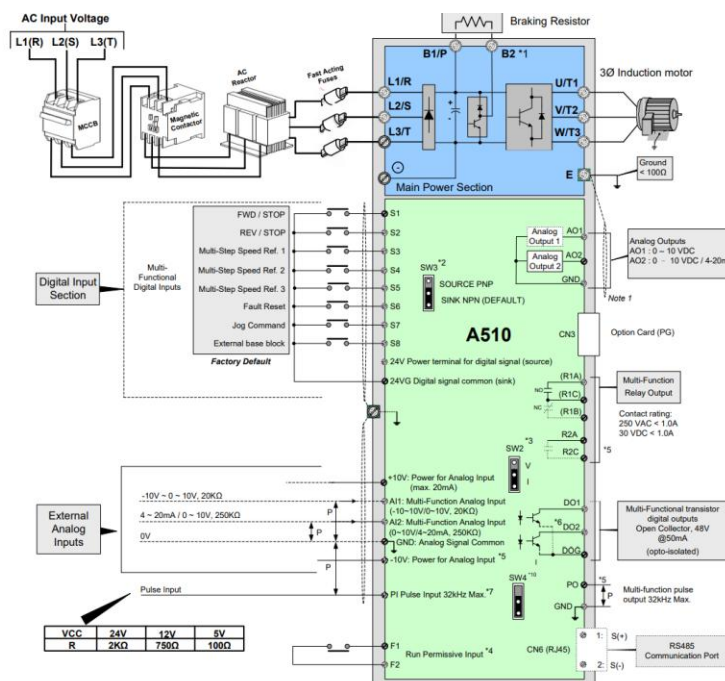 AC Input Voltage
L1(R) L2(S) L3(T)
MCCB
Magnetic
Contactor
AC
Reactor
Fast Acting
Fuses
Braking Resistor
B1/P B2 *1
L1/R
L2/S
L3/T
+
-
Main Power Section
U/T1
V/T2
W/T3
E
3Ø Induction motor
Ground
< 100Ω
Digital Input
Section
Multi-
Functional
Digital Inputs
FWD / STOP
REV / STOP
Multi-Step Speed Ref. 1
Multi-Step Speed Ref. 2
Multi-Step Speed Ref. 3
Fault Reset
Jog Command
External base block
Factory Default
S1
S2
S3
S4
S5
S6
S7
S8
SW3 *2
SOURCE PNP
SINK NPN (DEFAULT)
A510
24V Power terminal for digital signal (source)
24VG Digital signal common (sink)
Analog
Output 1
AO1
Analog
Output 2
AO2
GND
Analog Outputs
AO1 : 0 – 10 VDC
AO2 : 0 - 10 VDC / 4-20m
Note 1
CN3
Option Card (PG)
(R1A)
NO
(R1C)
NC
(R1B)
R2A
R2C
*5
Multi-Function
Relay Output
Contact rating:
250 VAC < 1.0A
30 VDC < 1.0A
SW2 *3
V
I
External
Analog
Inputs
-10V ~ 0 ~ 10V, 20KΩ
4 ~ 20mA / 0 ~ 10V, 250KΩ
0V
P
P
P
+10V: Power for Analog Input
(max. 20mA)
AI1: Multi-Function Analog Input
(-10~10V/0~10V, 20KΩ)
AI2: Multi-Function Analog Input
(0~10V/4~20mA, 250KΩ)
GND: Analog Signal Common
-10V: Power for Analog Input *5
Pulse Input
PI Pulse Input 32kHz Max. *7
DO1
*6
DO2
DOG
Multi-Functional transistor
digital outputs
Open Collector, 48V
@50mA
(opto-isolated)
I
SW4 *10
PO
*5
P
GND
Multi-function pulse
output 32kHz Max.
VCC 24V 12V 5V
R 2KΩ 750Ω 100Ω
F1
F2
Run Permissive Input *4
CN6 (RJ45)
1: S(+)
2: S(-)
RS485
Communication Port